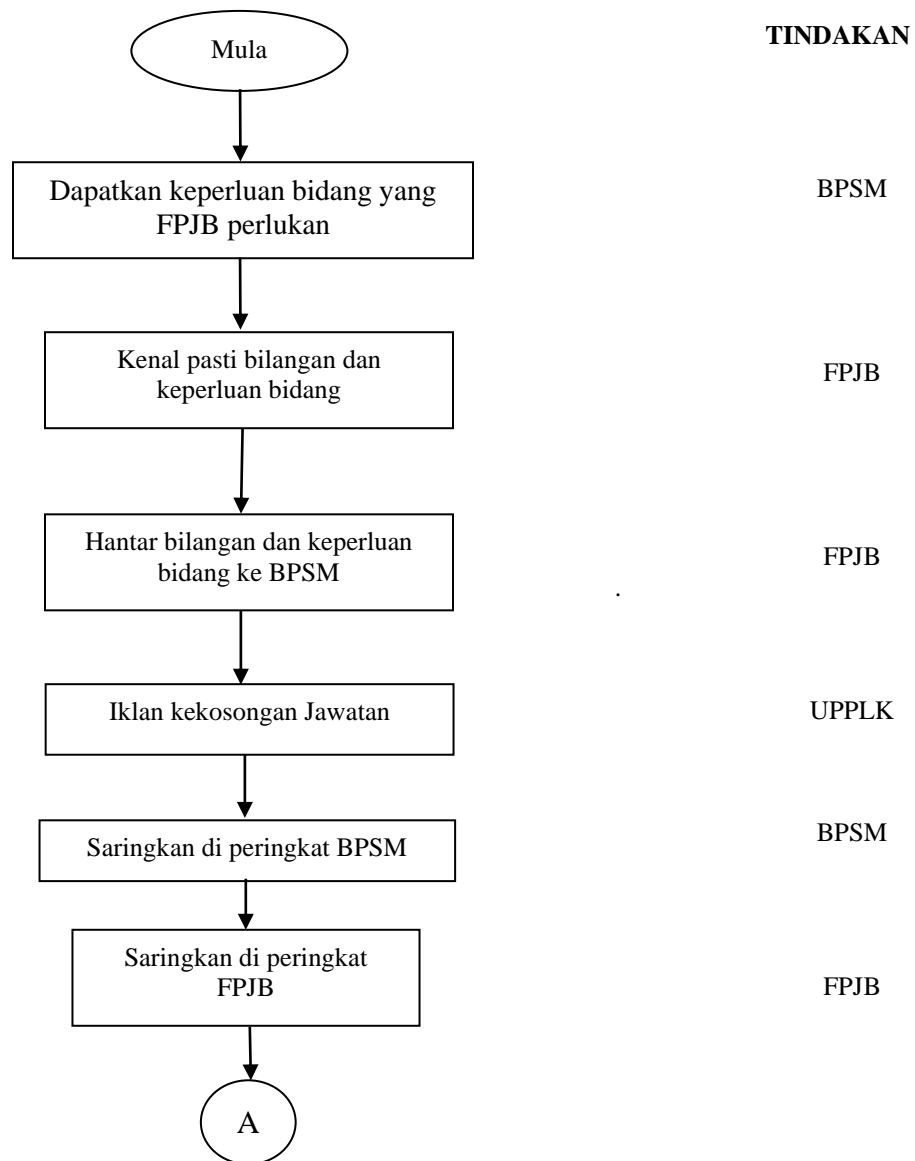 Mula
TINDAKAN
Dapatkan keperluan bidang yang
FPJB perlukan
BPSM
Kenal pasti bilangan dan
keperluan bidang
FPJB
Hantar bilangan dan keperluan
bidang ke BPSM
FPJB
.
Iklan kekosongan Jawatan
UPPLK
Saringkan di peringkat BPSM
BPSM
Saringkan di peringkat
FPJB
FPJB
A